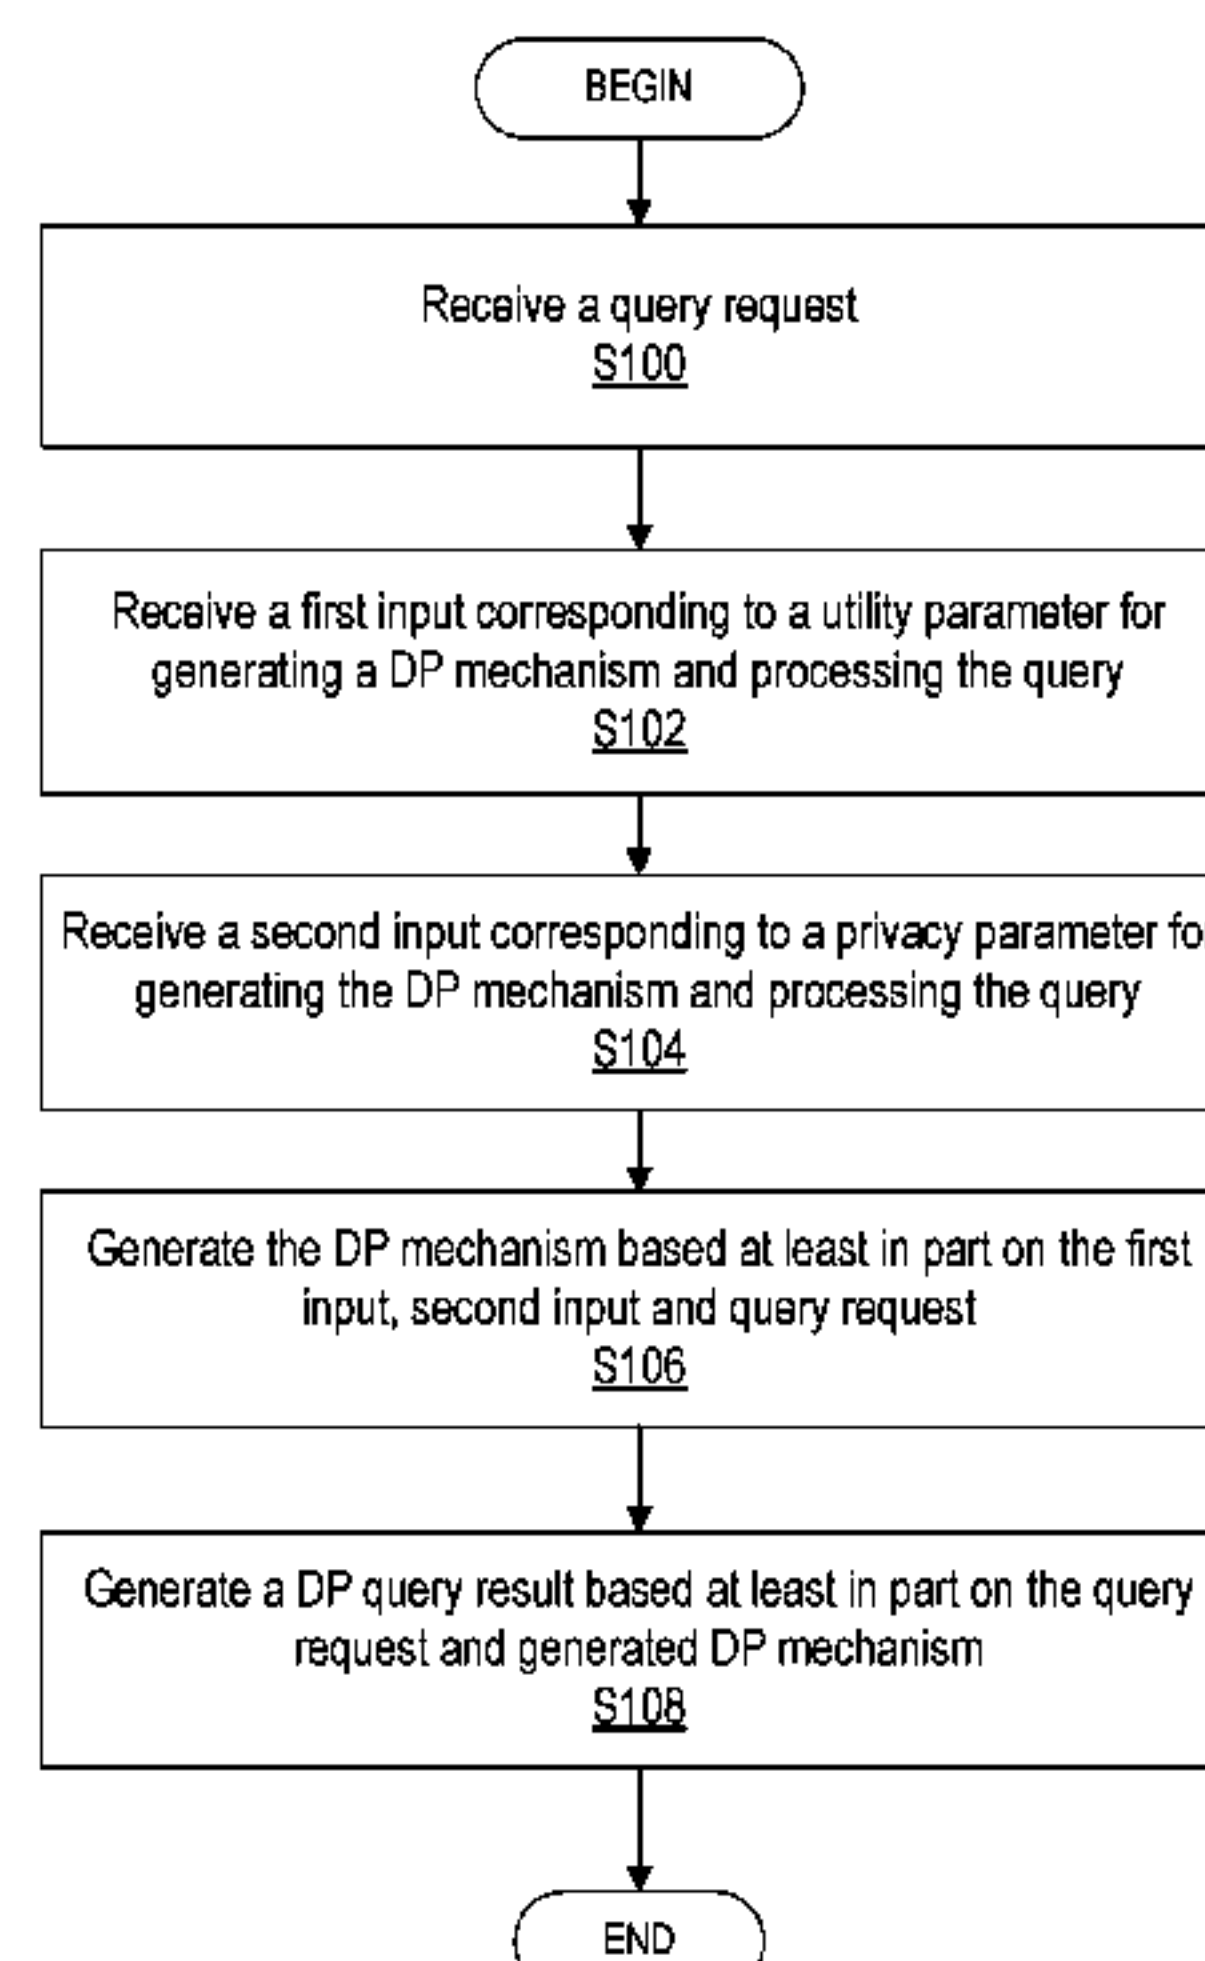 BEGIN
Receive a query request
S100
Receive a first input corresponding to a utility parameter for
generating a DP mechanism and processing the query
S102
Receive a second input corresponding to a privacy parameter fo
generating the DP mechanism and processing the query
S104
Generate the DP mechanism based at least in part on the first
input, second input and query request
S106
Generate a DP query result based at least in part on the query
request and generated DP mechanism
S108
END